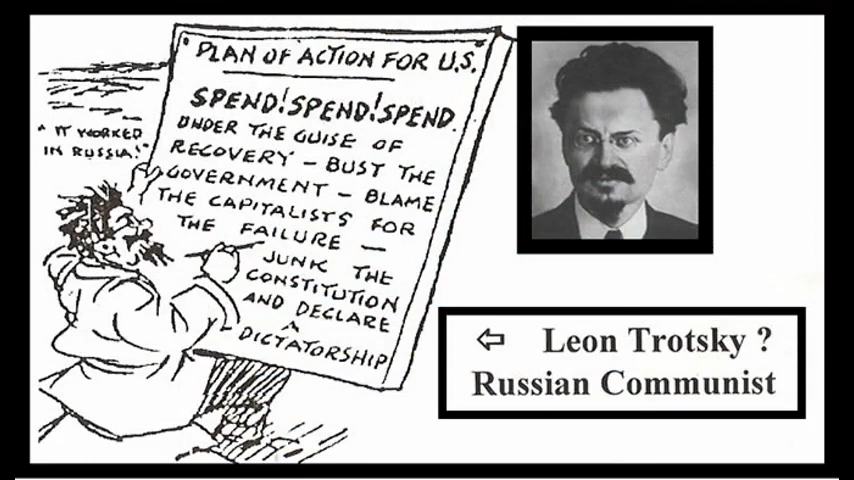 "PLAN OF ACTION FOR U.S."
SPEND! SPEND! SPEND.
UNDER THE GUISE OF
RECOVERY – BUST THE
GOVERNMENT – BLAME
THE CAPITALISTS FOR
THE FAILURE —
JUNK THE
CONSTITUTION
AND DECLARE
A
DICTATORSHIP
"IT WORKED
IN RUSSIA!"
⇦ Leon Trotsky ?
Russian Communist